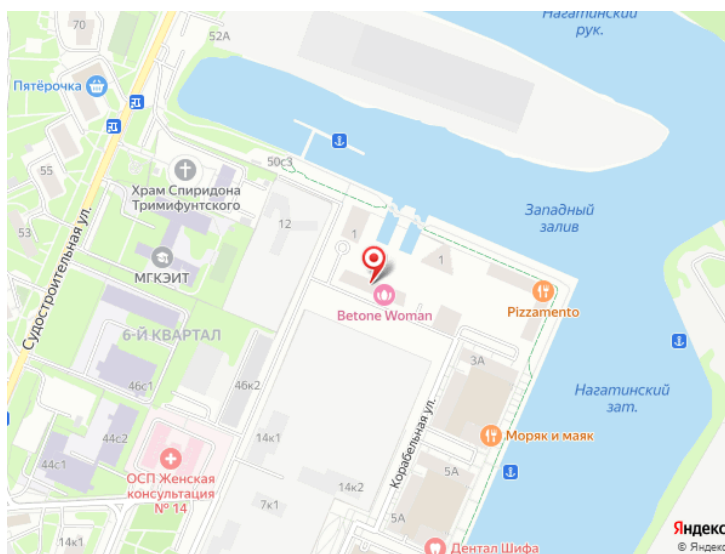 70
52А
Нагатинский
рук.
Пятёрочка
50с3
55
Храм Спиридона
Тримифунтского
Западный
залив
12
53
1
1
МГКЭИТ
Судостроительная ул.
Betone Woman
Pizzamento
6-Й КВАРТАЛ
3А
46с1
46к2
Нагатинский
зат.
Корабельная ул.
44с2
14к1
Моряк и маяк
44с1
ОСП Женская
консультация
№ 14
5А
14к2
7к1
5А
Дентал Шифа
Яндекс
© Яндекс